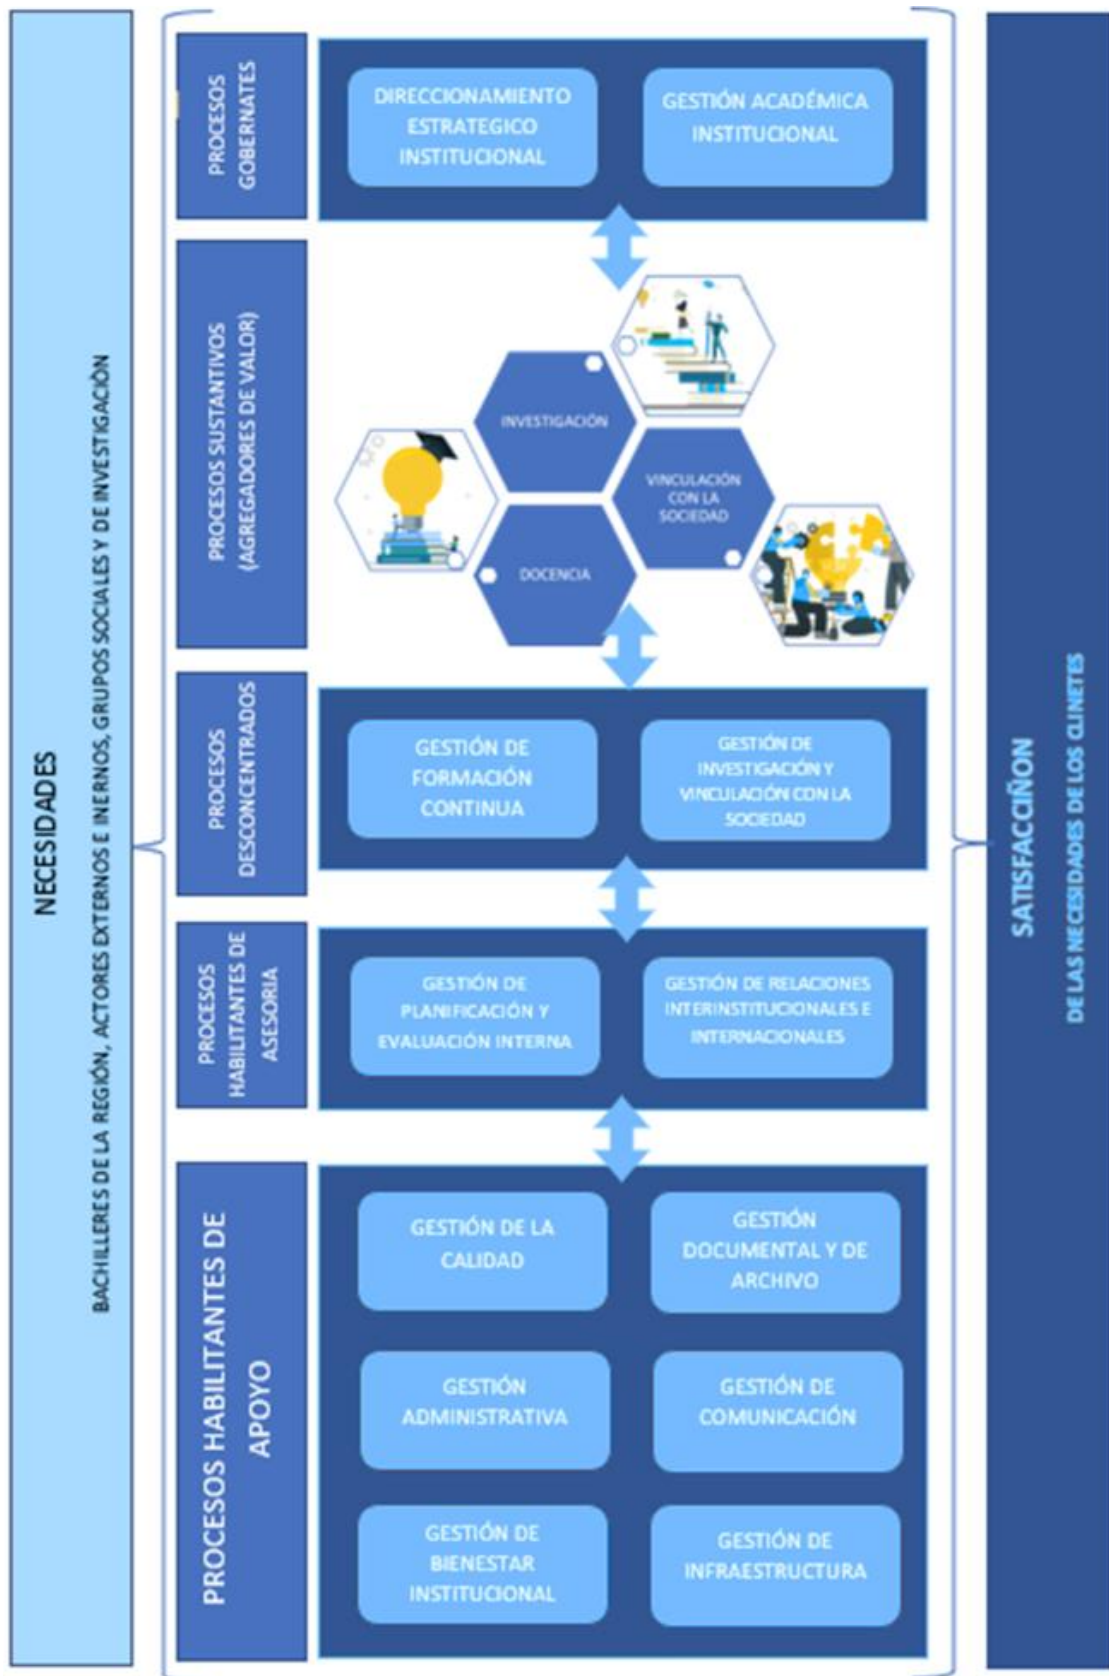 NECESIDADES
BACHILLERES DE LA REGIÓN, ACTORES EXTERNOS E INERNOS, GRUPOS SOCIALES Y DE INVESTIGACIÒN
PROCESOS
GOBERNATES
DIRECCIONAMIENTO
ESTRATEGICO
INSTITUCIONAL
GESTIÓN ACADÉMICA
INSTITUCIONAL
PROCESOS SUSTANTIVOS
(AGREGADORES DE VALOR)
INVESTIGACIÓN
VINCULACIÓN
CON LA
SOCIEDAD
DOCENCIA
PROCESOS
DESCONCENTRADOS
GESTIÓN DE
FORMACIÓN
CONTINUA
GESTIÓN DE
INVESTIGACIÓN Y
VINCULACIÓN CON LA
SOCIEDAD
PROCESOS
HABILITANTES DE
ASESORIA
GESTIÓN DE
PLANIFICACIÓN Y
EVALUACIÓN INTERNA
GESTIÓN DE RELACIONES
INTERINSTITUCIONALES E
INTERNACIONALES
PROCESOS HABILITANTES DE
APOYO
GESTIÓN DE LA
CALIDAD
GESTIÓN
DOCUMENTAL Y DE
ARCHIVO
GESTIÓN
ADMINISTRATIVA
GESTIÓN DE
COMUNICACIÓN
GESTIÓN DE
BIENESTAR
INSTITUCIONAL
GESTIÓN DE
INFRAESTRUCTURA
SATISFACCIÑON
DE LAS NECESIDADES DE LOS CLINETES